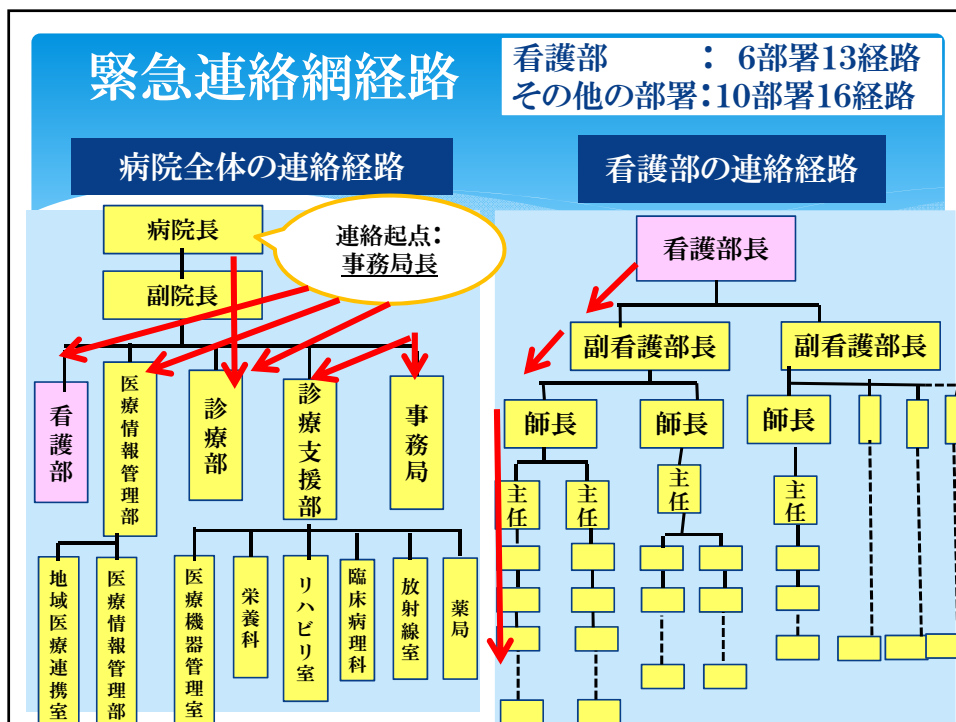 緊急連絡網経路
看護部 : 6部署13経路
その他の部署:10部署16経路
病院全体の連絡経路
病院長
連絡起点:
事務局長
副院長
看護部
医療情報管理部
診療部
診療支援部
事務局
地域医療連携室
医療情報管理部
医療機器管理室
栄養科
リハビリ室
臨床病理科
放射線室
薬局
看護部の連絡経路
看護部長
副看護部長
副看護部長
師長
師長
師長
主任
主任
主任
主任